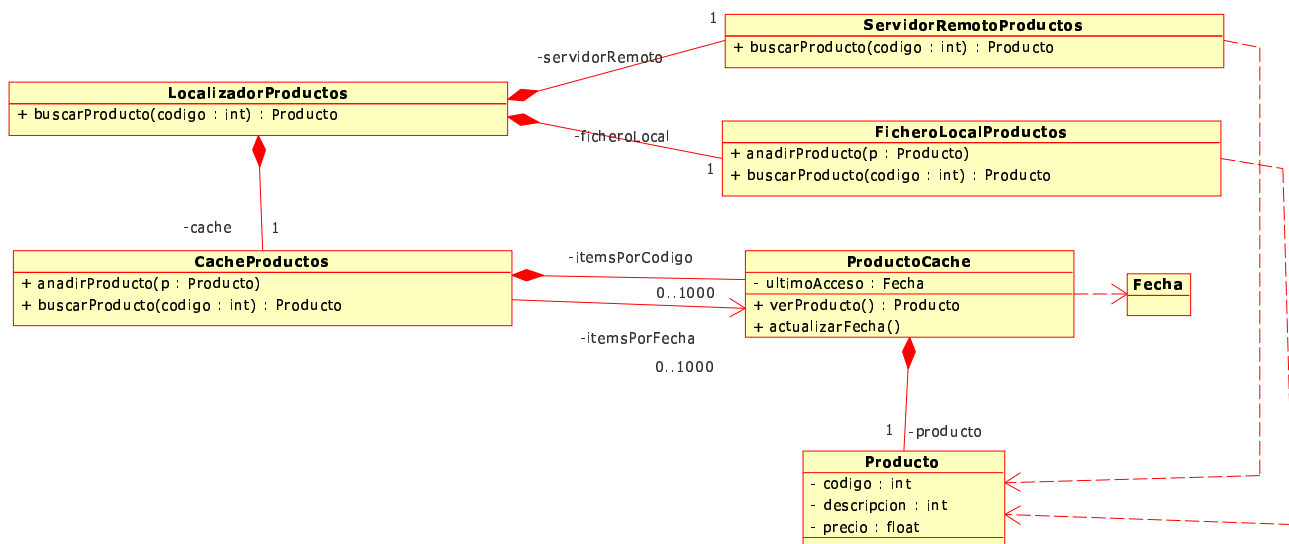 1
ServidorRemotoProductos
+ buscarProducto(codigo : int) : Producto
-servidorRemoto
LocalizadorProductos
+ buscarProducto(codigo : int) : Producto
-ficheroLocal
1
FicheroLocalProductos
+ anadirProducto(p : Producto)
+ buscarProducto(codigo : int) : Producto
-cache
1
CacheProductos
+ anadirProducto(p : Producto)
+ buscarProducto(codigo : int) : Producto
-itemsPorCodigo
0..1000
-itemsPorFecha
0..1000
ProductoCache
- ultimoAcceso : Fecha
+ verProducto() : Producto
+ actualizarFecha()
Fecha
1
-producto
Producto
- codigo : int
- descripcion : int
- precio : float